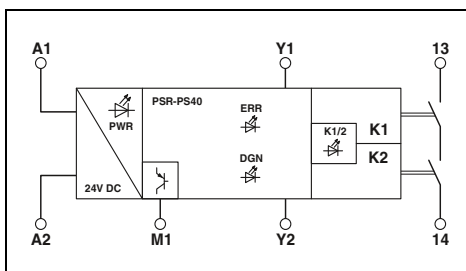 A1 Y1 13
PSR-PS40 ERR
PWR K1/2 K1
DGN K2
24V DC
A2 M1 Y2 14